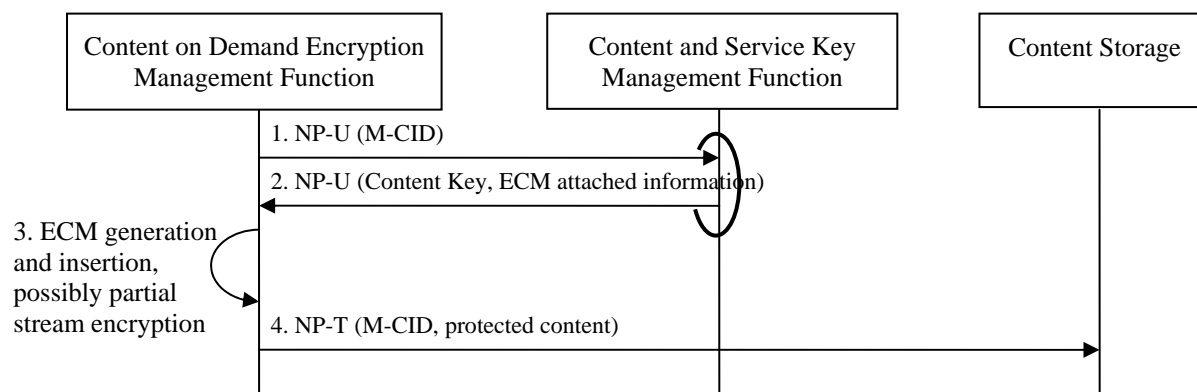 Content on Demand Encryption
Management Function
Content and Service Key
Management Function
Content Storage
1. NP-U (M-CID)
2. NP-U (Content Key, ECM attached information)
3. ECM generation
and insertion,
possibly partial
stream encryption
4. NP-T (M-CID, protected content)